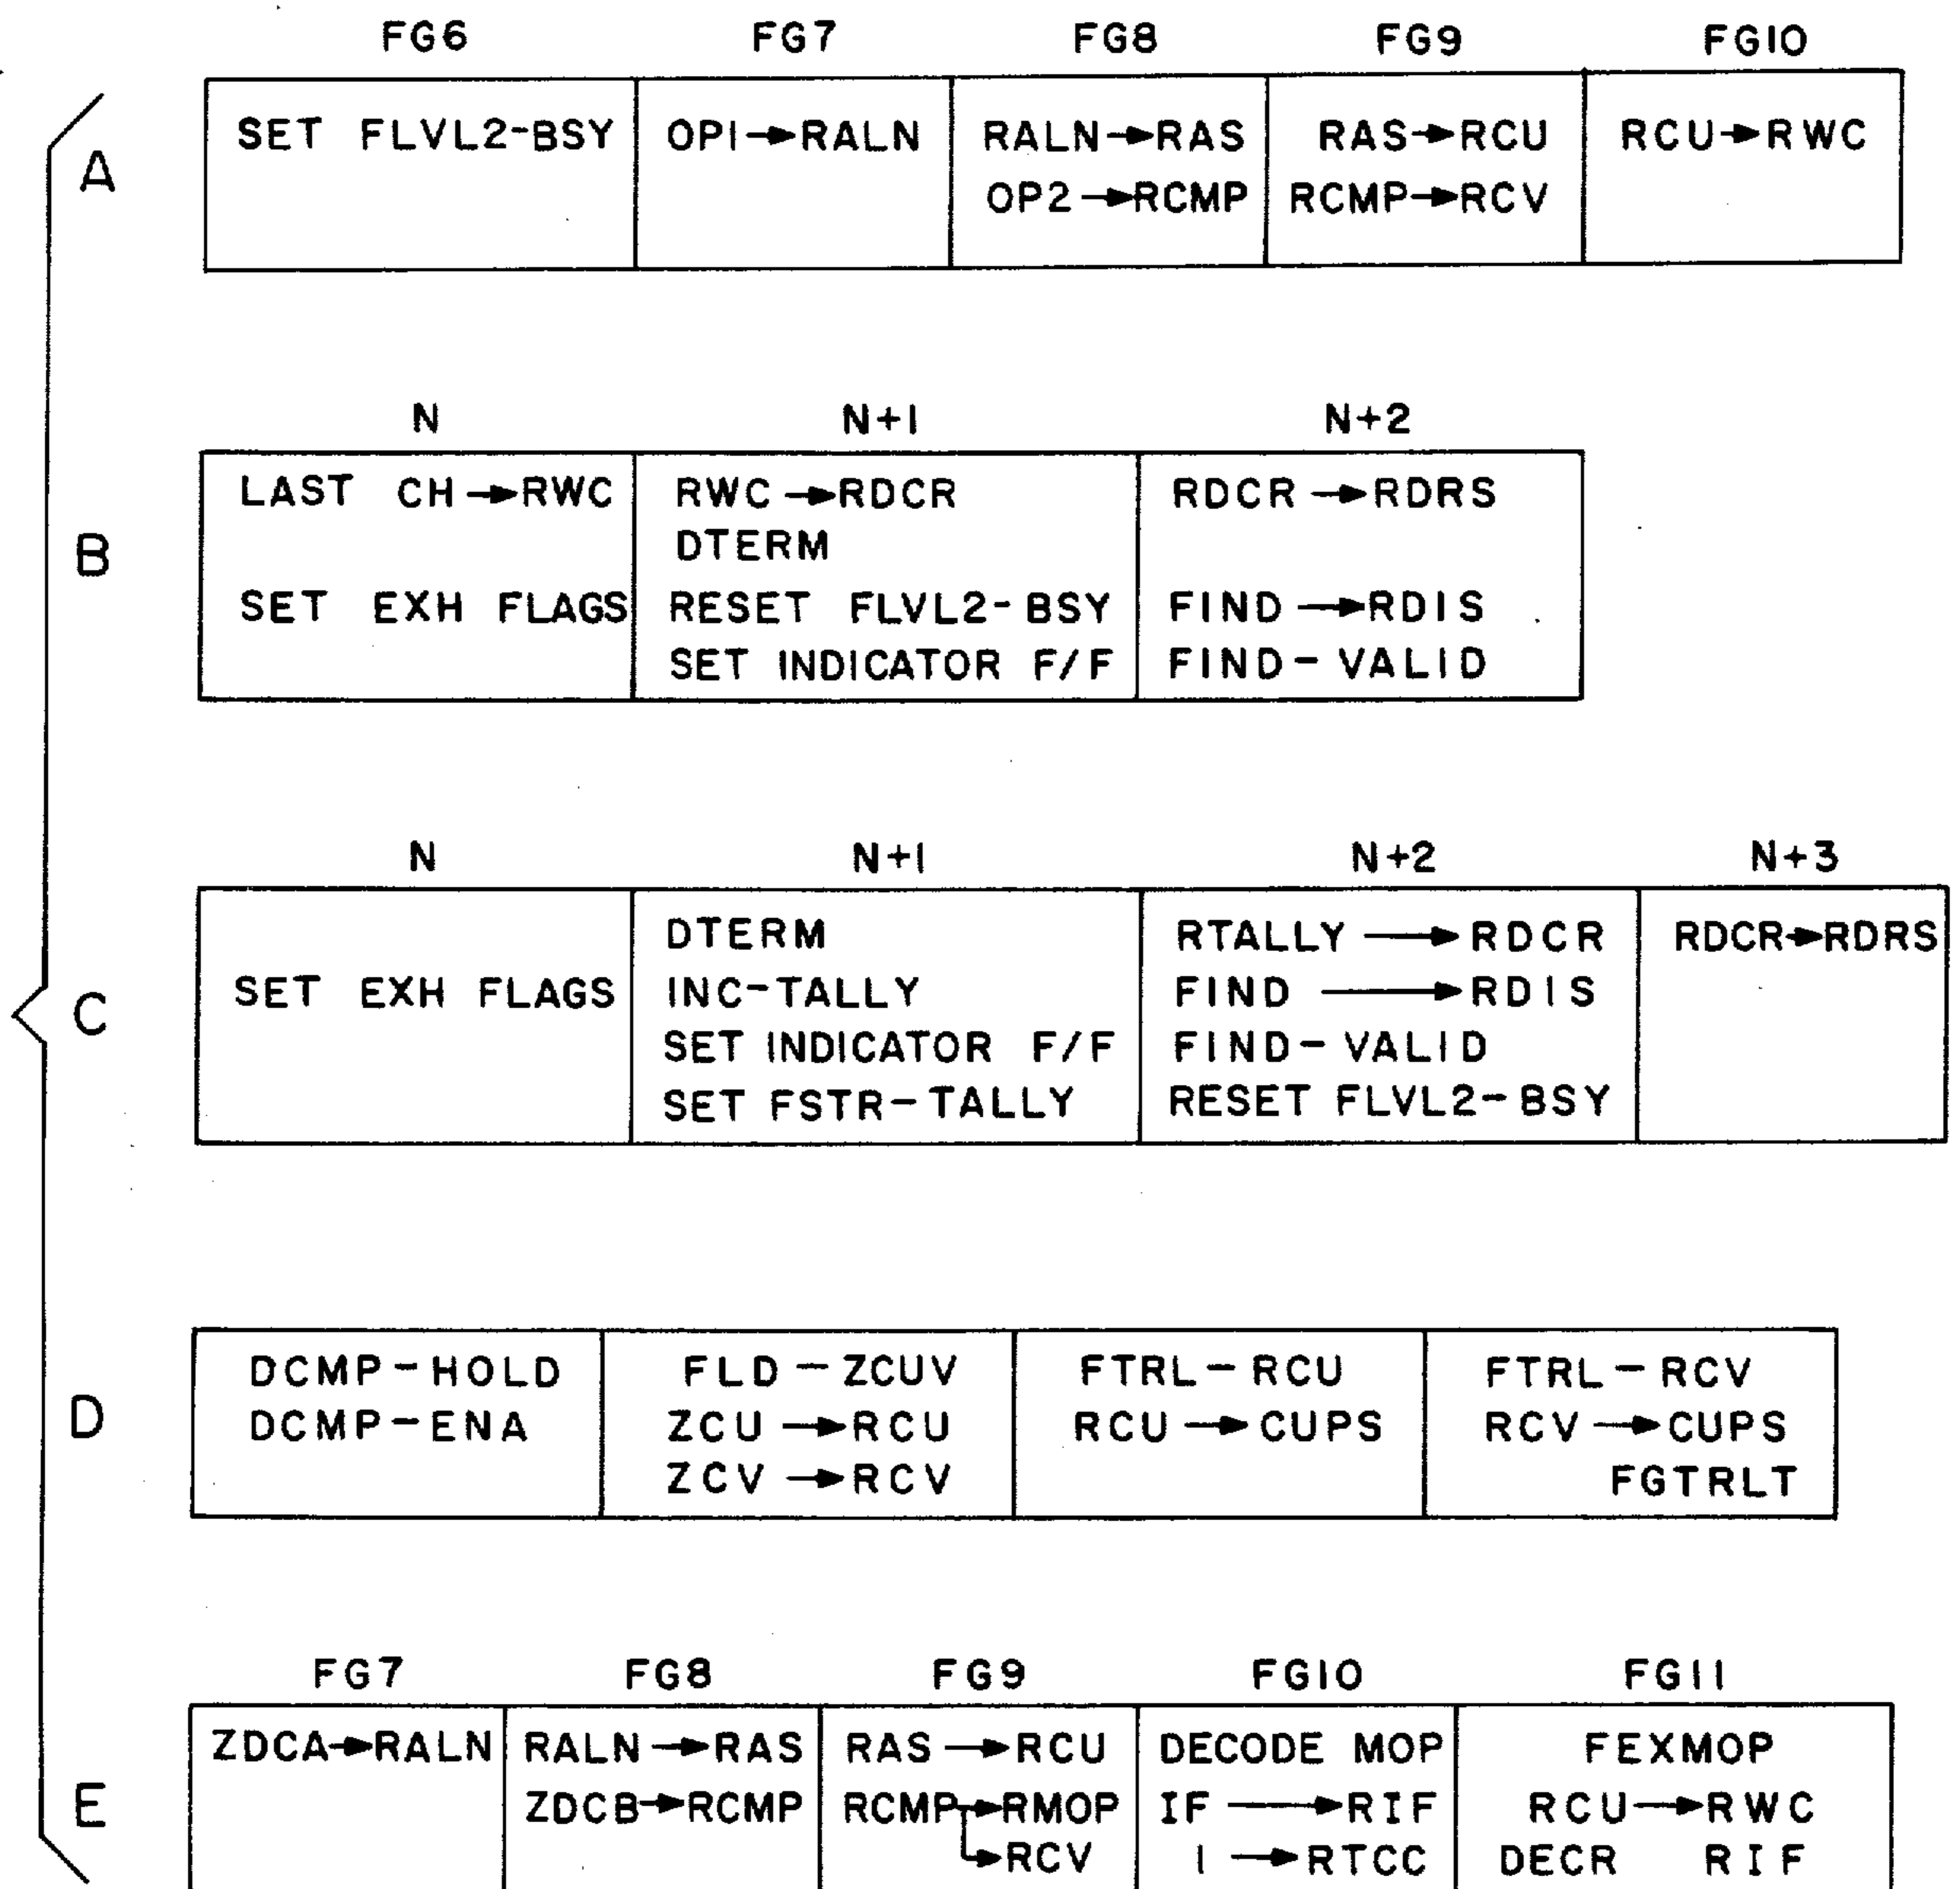 FG6 FG7 FG8 FG9 FG10
A
SET FLVL2-BSY OP1→RALN RALN→RAS RAS→RCU RCU→RWC
OP2→RCMP RCMP→RCV
N N+1 N+2
B
LAST CH→RWC RWC→RDCR RDCR→RDRS
DTERM
SET EXH FLAGS RESET FLVL2-BSY FIND→RDIS
SET INDICATOR F/F FIND-VALID
N N+1 N+2 N+3
C
DTERM RTALLY→RDCR RDCR→RDRS
SET EXH FLAGS INC-TALLY FIND→RDIS
SET INDICATOR F/F FIND-VALID
SET FSTR-TALLY RESET FLVL2-BSY
D
DCMP-HOLD FLD-ZCUV FTRL-RCU FTRL-RCV
DCMP-ENA ZCU→RCU RCU→CUPS RCV→CUPS
ZCV→RCV FGTRLT
FG7 FG8 FG9 FG10 FG11
E
ZDCA→RALN RALN→RAS RAS→RCU DECODE MOP FEXMOP
ZDCB→RCMP RCMP→RMOP IF→RIF RCU→RWC
→RCV 1→RTCC DECR RIF